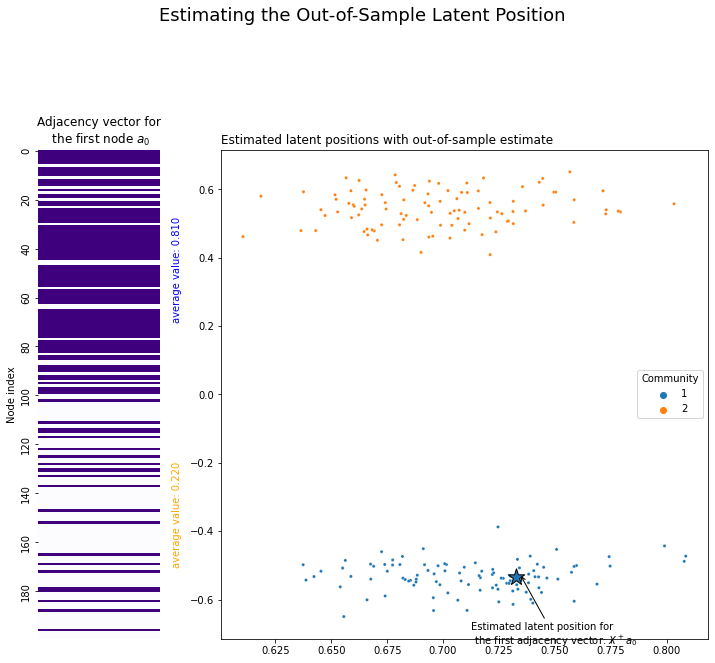 Estimating the Out-of-Sample Latent Position
Adjacency vector for
the first node a₀
Node index
0
20
40
60
80
100
120
140
160
180
average value: 0.810
average value: 0.220
Estimated latent positions with out-of-sample estimate
0.6
0.4
0.2
0.0
−0.2
−0.4
−0.6
Community
1
2
Estimated latent position for
the first adjacency vector: X⁺a₀
0.625
0.650
0.675
0.700
0.725
0.750
0.775
0.800